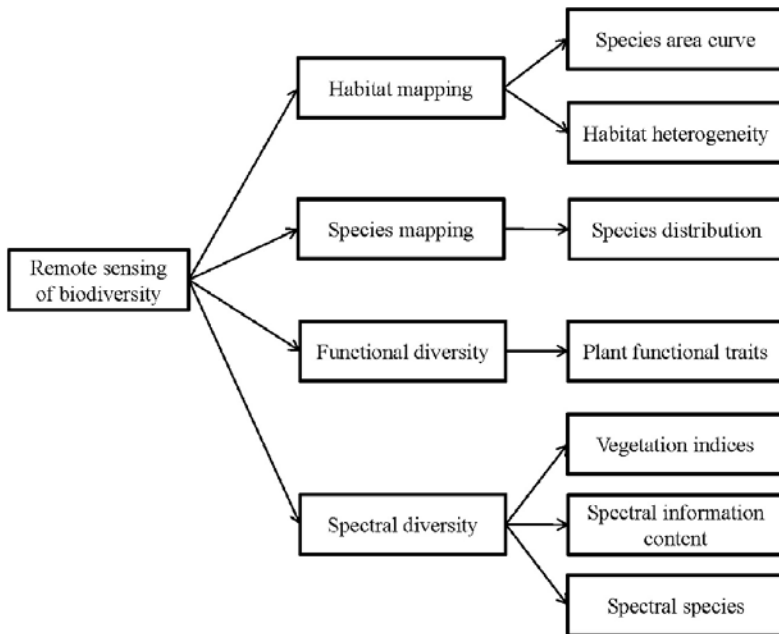 Remote sensing
of biodiversity
Habitat mapping
Species area curve
Habitat heterogeneity
Species mapping
Species distribution
Functional diversity
Plant functional traits
Spectral diversity
Vegetation indices
Spectral information
content
Spectral species